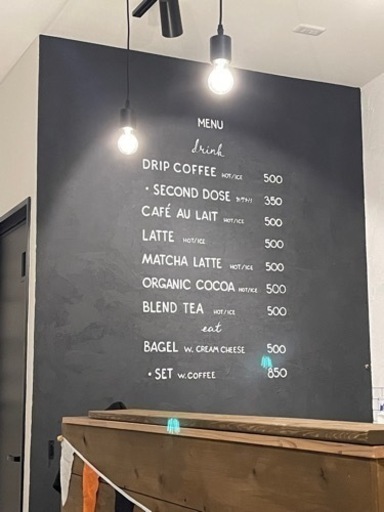 MENU
drink
DRIP COFFEE HOT/ICE 500
• SECOND DOSE 350
CAFÉ AU LAIT HOT/ICE 500
LATTE HOT/ICE 500
MATCHA LATTE HOT/ICE 500
ORGANIC COCOA HOT/ICE 500
BLEND TEA HOT/ICE 500
eat
BAGEL W. CREAM CHEESE 500
• SET W. COFFEE 850